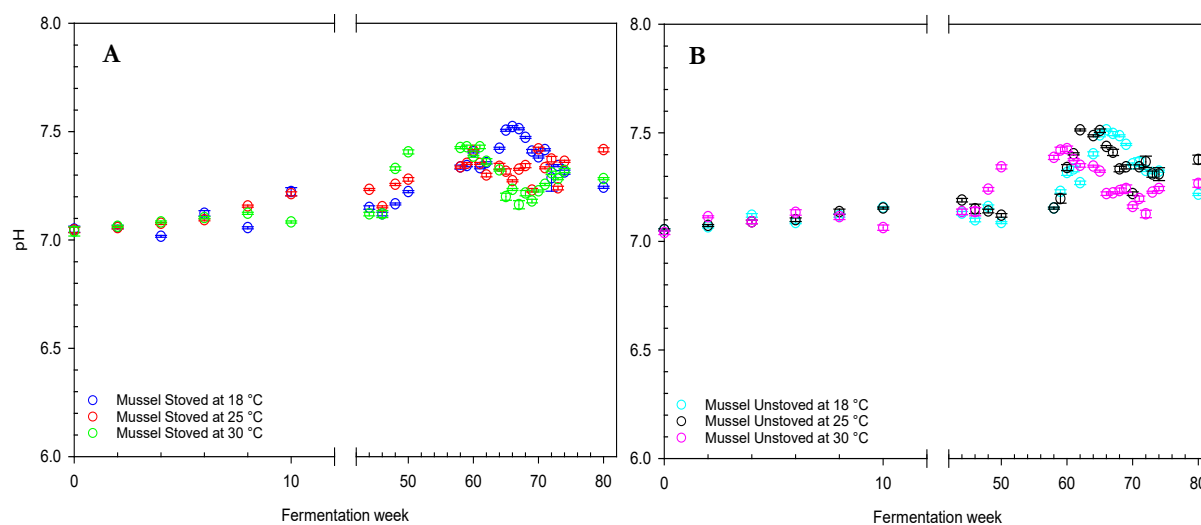 A
8.0
7.5
7.0
6.5
6.0
pH
Mussel Stoved at 18 °C
Mussel Stoved at 25 °C
Mussel Stoved at 30 °C
0 10 50 60 70 80
Fermentation week
B
8.0
7.5
7.0
6.5
6.0
Mussel Unstoved at 18 °C
Mussel Unstoved at 25 °C
Mussel Unstoved at 30 °C
0 10 50 60 70 80
Fermentation week